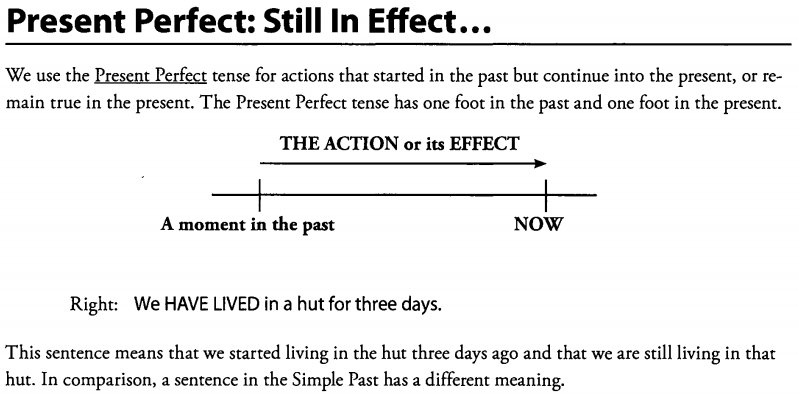 Present Perfect: Still In Effect...
We use the Present Perfect tense for actions that started in the past but continue into the present, or re-
main true in the present. The Present Perfect tense has one foot in the past and one foot in the present.
THE ACTION or its EFFECT
A moment in the past NOW
Right: We HAVE LIVED in a hut for three days.
This sentence means that we started living in the hut three days ago and that we are still living in that
hut. In comparison, a sentence in the Simple Past has a different meaning.